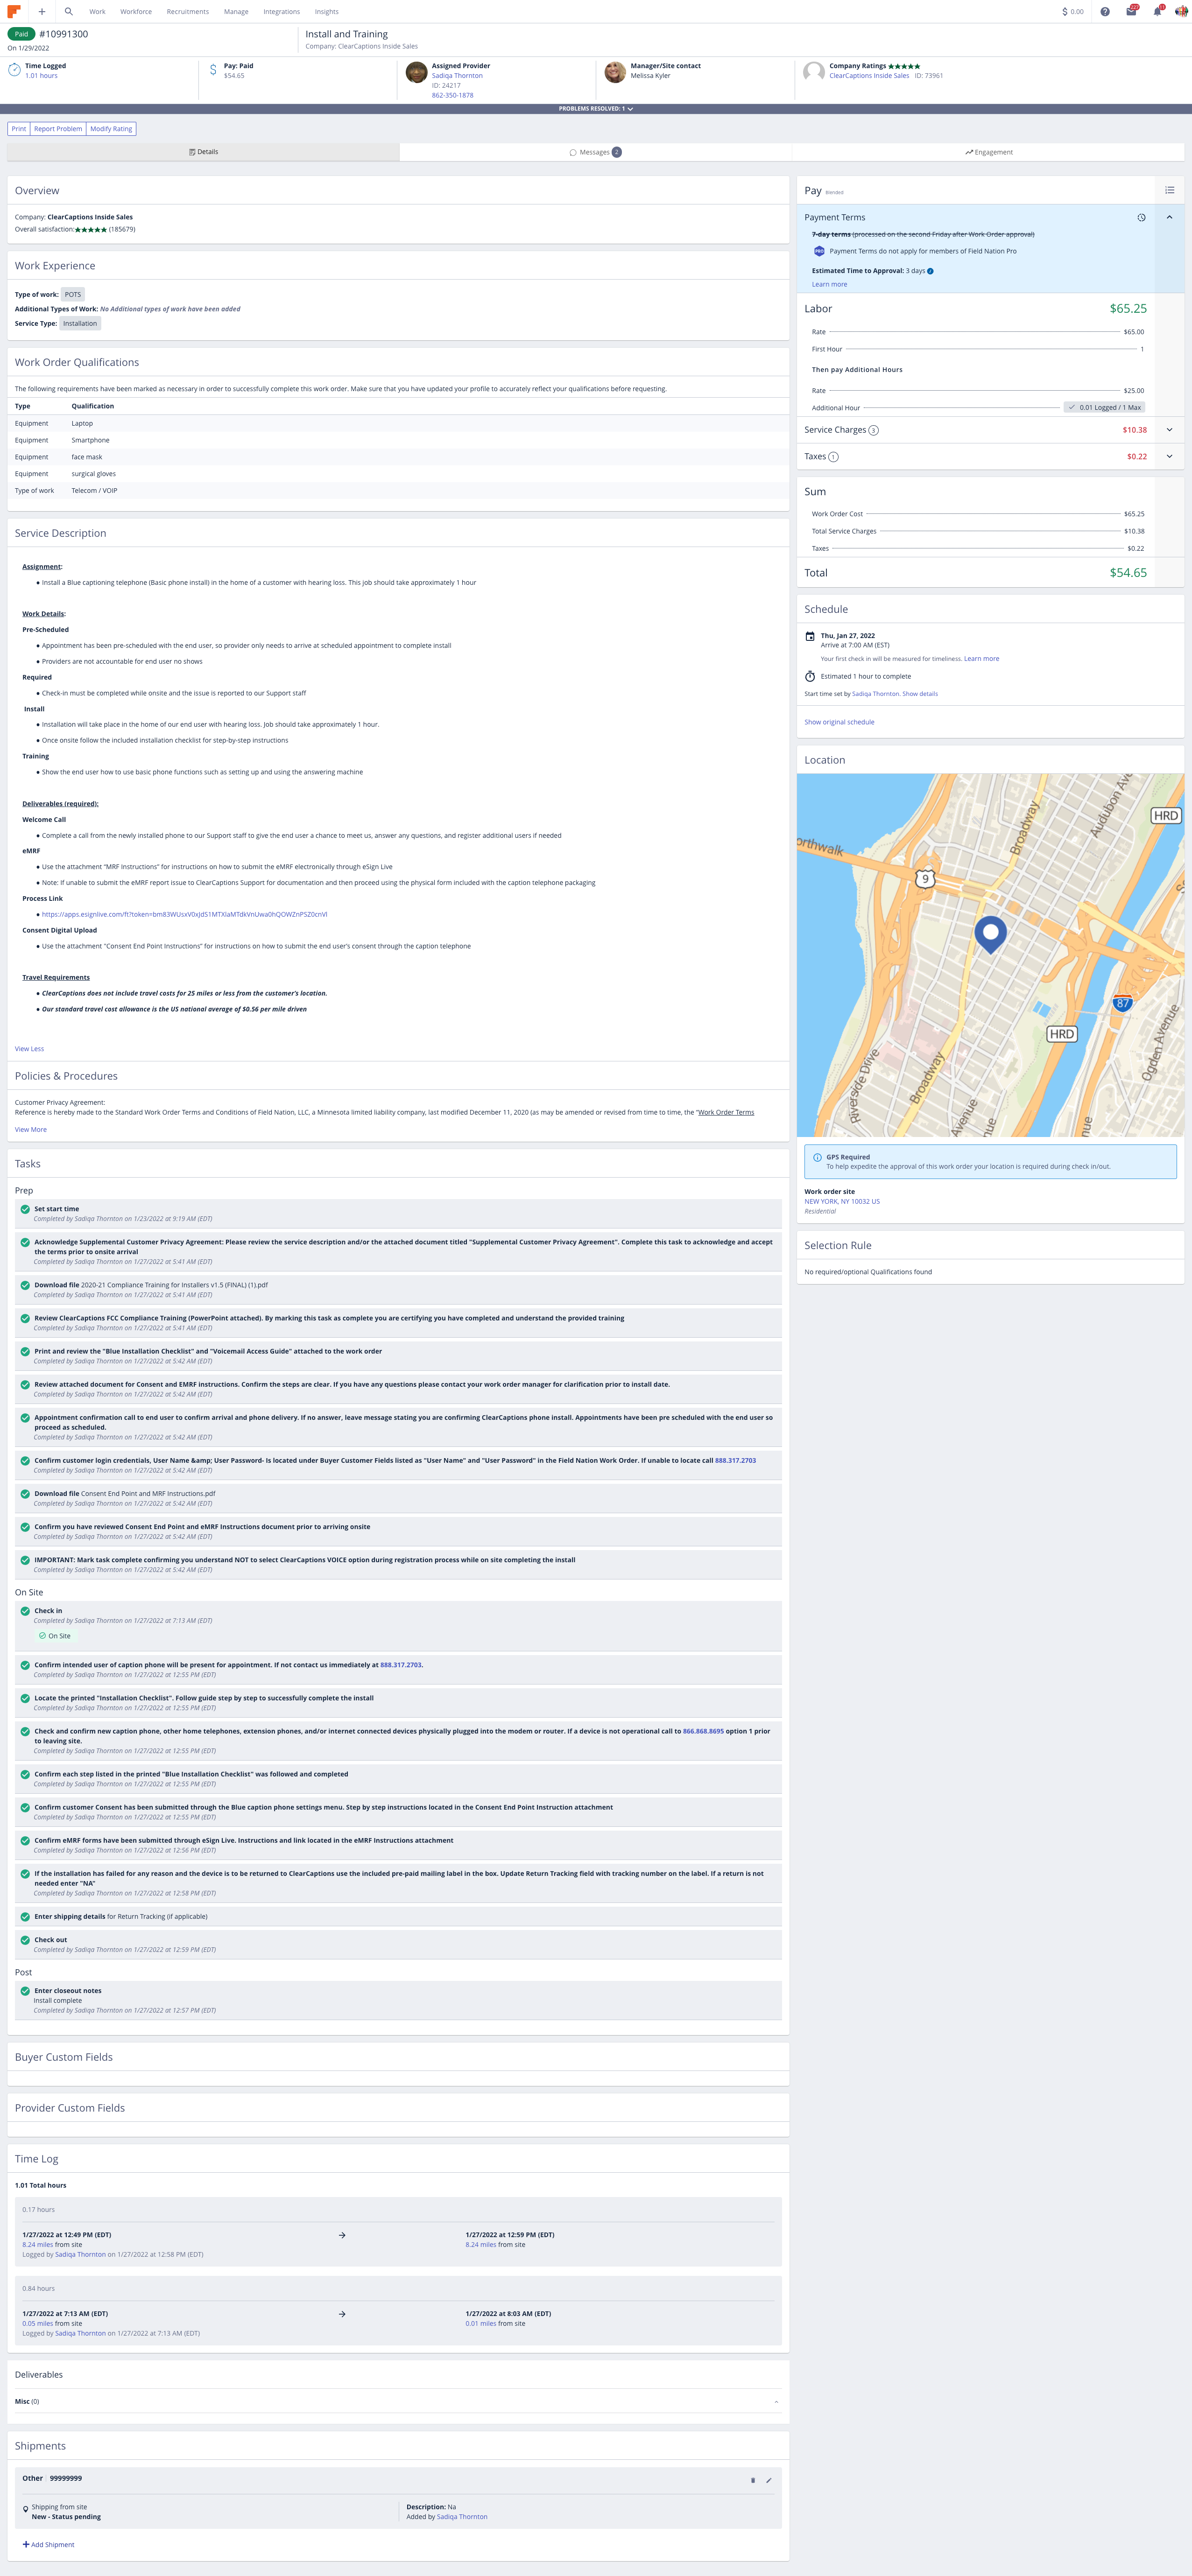 Work Workforce Recruitments Manage Integrations Insights 0.00
Paid #10991300
On 1/29/2022
Install and Training
Company: ClearCaptions Inside Sales
Time Logged
1.01 hours
Pay: Paid
$54.65
Assigned Provider
Sadiqa Thornton
ID: 24217
862-350-1878
Manager/Site contact
Melissa Kyler
Company Ratings
ClearCaptions Inside Sales ID: 73961
PROBLEMS RESOLVED: 1
Print Report Problem Modify Rating
Details Messages 2 Engagement
Overview
Company: ClearCaptions Inside Sales
Overall satisfaction: (185679)
Work Experience
Type of work: POTS
Additional Types of Work: No Additional types of work have been added
Service Type: Installation
Work Order Qualifications
The following requirements have been marked as necessary in order to successfully complete this work order. Make sure that you have updated your profile to accurately reflect your qualifications before requesting.
Type Qualification
Equipment Laptop
Equipment Smartphone
Equipment face mask
Equipment surgical gloves
Type of work Telecom / VOIP
Service Description
Assignment:
● Install a Blue captioning telephone (Basic phone install) in the home of a customer with hearing loss. This job should take approximately 1 hour
Work Details:
Pre-Scheduled
● Appointment has been pre-scheduled with the end user, so provider only needs to arrive at scheduled appointment to complete install
● Providers are not accountable for end user no shows
Required
● Check-in must be completed while onsite and the issue is reported to our Support staff
Install
● Installation will take place in the home of our end user with hearing loss. Job should take approximately 1 hour.
● Once onsite follow the included installation checklist for step-by-step instructions
Training
● Show the end user how to use basic phone functions such as setting up and using the answering machine
Deliverables (required):
Welcome Call
● Complete a call from the newly installed phone to our Support staff to give the end user a chance to meet us, answer any questions, and register additional users if needed
eMRF
● Use the attachment “MRF Instructions” for instructions on how to submit the eMRF electronically through eSign Live
● Note: If unable to submit the eMRF report issue to ClearCaptions Support for documentation and then proceed using the physical form included with the caption telephone packaging
Process Link
Consent Digital Upload
● Use the attachment “Consent End Point Instructions” for instructions on how to submit the end user's consent through the caption telephone
Travel Requirements
● ClearCaptions does not include travel costs for 25 miles or less from the customer's location.
● Our standard travel cost allowance is the US national average of $0.56 per mile driven
View Less
Policies & Procedures
Customer Privacy Agreement:
Reference is hereby made to the Standard Work Order Terms and Conditions of Field Nation, LLC, a Minnesota limited liability company, last modified December 11, 2020 (as may be amended or revised from time to time, the “Work Order Terms
View More
Tasks
Prep
Set start time
Completed by Sadiqa Thornton on 1/23/2022 at 9:19 AM (EDT)
Acknowledge Supplemental Customer Privacy Agreement: Please review the service description and/or the attached document titled "Supplemental Customer Privacy Agreement". Complete this task to acknowledge and accept
the terms prior to onsite arrival
Completed by Sadiqa Thornton on 1/27/2022 at 5:41 AM (EDT)
Download file 2020-21 Compliance Training for Installers v1.5 (FINAL) (1).pdf
Completed by Sadiqa Thornton on 1/27/2022 at 5:41 AM (EDT)
Review ClearCaptions FCC Compliance Training (PowerPoint attached). By marking this task as complete you are certifying you have completed and understand the provided training
Completed by Sadiqa Thornton on 1/27/2022 at 5:41 AM (EDT)
Print and review the "Blue Installation Checklist" and "Voicemail Access Guide" attached to the work order
Completed by Sadiqa Thornton on 1/27/2022 at 5:42 AM (EDT)
Review attached document for Consent and EMRF instructions. Confirm the steps are clear. If you have any questions please contact your work order manager for clarification prior to install date.
Completed by Sadiqa Thornton on 1/27/2022 at 5:42 AM (EDT)
Appointment confirmation call to end user to confirm arrival and phone delivery. If no answer, leave message stating you are confirming ClearCaptions phone install. Appointments have been pre scheduled with the end user so
proceed as scheduled.
Completed by Sadiqa Thornton on 1/27/2022 at 5:42 AM (EDT)
Confirm customer login credentials, User Name &amp; User Password- Is located under Buyer Customer Fields listed as "User Name" and "User Password" in the Field Nation Work Order. If unable to locate call 888.317.2703
Completed by Sadiqa Thornton on 1/27/2022 at 5:42 AM (EDT)
Download file Consent End Point and MRF Instructions.pdf
Completed by Sadiqa Thornton on 1/27/2022 at 5:42 AM (EDT)
Confirm you have reviewed Consent End Point and eMRF Instructions document prior to arriving onsite
Completed by Sadiqa Thornton on 1/27/2022 at 5:42 AM (EDT)
IMPORTANT: Mark task complete confirming you understand NOT to select ClearCaptions VOICE option during registration process while on site completing the install
Completed by Sadiqa Thornton on 1/27/2022 at 5:42 AM (EDT)
On Site
Check in
Completed by Sadiqa Thornton on 1/27/2022 at 7:13 AM (EDT)
On Site
Confirm intended user of caption phone will be present for appointment. If not contact us immediately at 888.317.2703.
Completed by Sadiqa Thornton on 1/27/2022 at 12:55 PM (EDT)
Locate the printed "Installation Checklist". Follow guide step by step to successfully complete the install
Completed by Sadiqa Thornton on 1/27/2022 at 12:55 PM (EDT)
Check and confirm new caption phone, other home telephones, extension phones, and/or internet connected devices physically plugged into the modem or router. If a device is not operational call to 866.868.8695 option 1 prior
to leaving site.
Completed by Sadiqa Thornton on 1/27/2022 at 12:55 PM (EDT)
Confirm each step listed in the printed "Blue Installation Checklist" was followed and completed
Completed by Sadiqa Thornton on 1/27/2022 at 12:55 PM (EDT)
Confirm customer Consent has been submitted through the Blue caption phone settings menu. Step by step instructions located in the Consent End Point Instruction attachment
Completed by Sadiqa Thornton on 1/27/2022 at 12:55 PM (EDT)
Confirm eMRF forms have been submitted through eSign Live. Instructions and link located in the eMRF Instructions attachment
Completed by Sadiqa Thornton on 1/27/2022 at 12:56 PM (EDT)
If the installation has failed for any reason and the device is to be returned to ClearCaptions use the included pre-paid mailing label in the box. Update Return Tracking field with tracking number on the label. If a return is not
needed enter "NA"
Completed by Sadiqa Thornton on 1/27/2022 at 12:58 PM (EDT)
Enter shipping details for Return Tracking (if applicable)
Check out
Completed by Sadiqa Thornton on 1/27/2022 at 12:59 PM (EDT)
Post
Enter closeout notes
Install complete
Completed by Sadiqa Thornton on 1/27/2022 at 12:57 PM (EDT)
Buyer Custom Fields
Provider Custom Fields
Time Log
1.01 Total hours
0.17 hours
1/27/2022 at 12:49 PM (EDT) 1/27/2022 at 12:59 PM (EDT)
8.24 miles from site 8.24 miles from site
Logged by Sadiqa Thornton on 1/27/2022 at 12:58 PM (EDT)
0.84 hours
1/27/2022 at 7:13 AM (EDT) 1/27/2022 at 8:03 AM (EDT)
0.05 miles from site 0.01 miles from site
Logged by Sadiqa Thornton on 1/27/2022 at 7:13 AM (EDT)
Deliverables
Misc (0)
Shipments
Other 99999999
Shipping from site
New - Status pending
Description: Na
Added by Sadiqa Thornton
Add Shipment
Pay Blended
Payment Terms
7-day terms (processed on the second Friday after Work Order approval)
PRO Payment Terms do not apply for members of Field Nation Pro
Estimated Time to Approval: 3 days
Learn more
Labor $65.25
Rate $65.00
First Hour 1
Then pay Additional Hours
Rate $25.00
Additional Hour 0.01 Logged / 1 Max
Service Charges 3 $10.38
Taxes 1 $0.22
Sum
Work Order Cost $65.25
Total Service Charges $10.38
Taxes $0.22
Total $54.65
Schedule
Thu, Jan 27, 2022
Arrive at 7:00 AM (EST)
Your first check in will be measured for timeliness. Learn more
Estimated 1 hour to complete
Start time set by Sadiqa Thornton. Show details
Show original schedule
Location
orthwalk
9
Broadway
Audubon Ave
HRD
87
HRD
Riverside Drive
Broadway
Avenue
nue
nue
Ogden Avenue
GPS Required
To help expedite the approval of this work order your location is required during check in/out.
Work order site
NEW YORK, NY 10032 US
Residential
Selection Rule
No required/optional Qualifications found